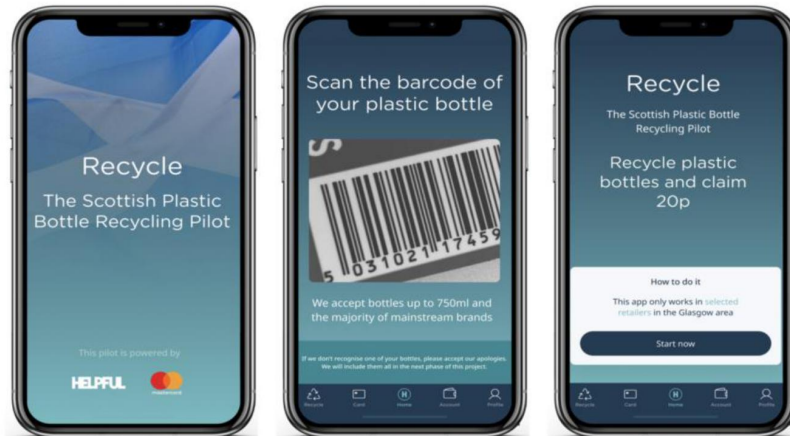 Recycle
The Scottish Plastic
Bottle Recycling Pilot
This pilot is powered by
HELPFUL
mastercard
Scan the barcode of
your plastic bottle
S
5 031021 17459
We accept bottles up to 750ml and
the majority of mainstream brands
If we don't recognise one of your bottles, please accept our apologies.
We will include them all in the next phase of this project.
Recycle
Card
H
Home
Account
Profile
Recycle
The Scottish Plastic Bottle
Recycling Pilot
Recycle plastic
bottles and claim
20p
How to do it
This app only works in selected
retailers in the Glasgow area
Start now
Recycle
Card
H
Home
Account
Profile